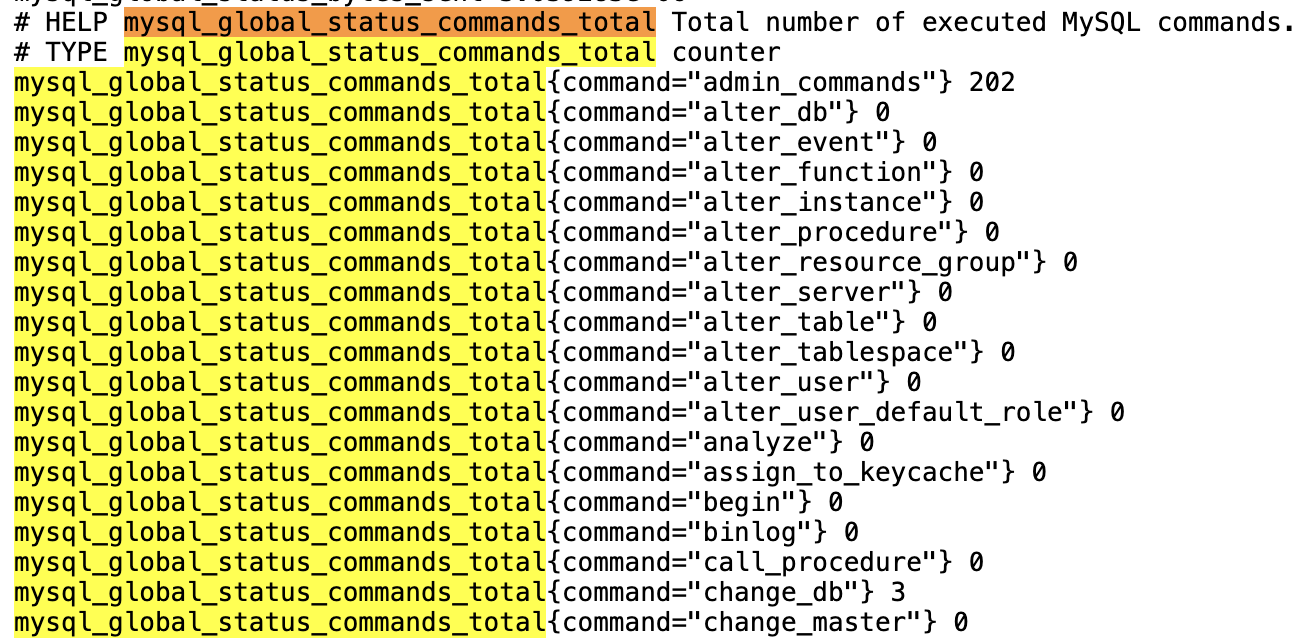 # HELP mysql_global_status_commands_total Total number of executed MySQL commands.
# TYPE mysql_global_status_commands_total counter
mysql_global_status_commands_total{command="admin_commands"} 202
mysql_global_status_commands_total{command="alter_db"} 0
mysql_global_status_commands_total{command="alter_event"} 0
mysql_global_status_commands_total{command="alter_function"} 0
mysql_global_status_commands_total{command="alter_instance"} 0
mysql_global_status_commands_total{command="alter_procedure"} 0
mysql_global_status_commands_total{command="alter_resource_group"} 0
mysql_global_status_commands_total{command="alter_server"} 0
mysql_global_status_commands_total{command="alter_table"} 0
mysql_global_status_commands_total{command="alter_tablespace"} 0
mysql_global_status_commands_total{command="alter_user"} 0
mysql_global_status_commands_total{command="alter_user_default_role"} 0
mysql_global_status_commands_total{command="analyze"} 0
mysql_global_status_commands_total{command="assign_to_keycache"} 0
mysql_global_status_commands_total{command="begin"} 0
mysql_global_status_commands_total{command="binlog"} 0
mysql_global_status_commands_total{command="call_procedure"} 0
mysql_global_status_commands_total{command="change_db"} 3
mysql_global_status_commands_total{command="change_master"} 0